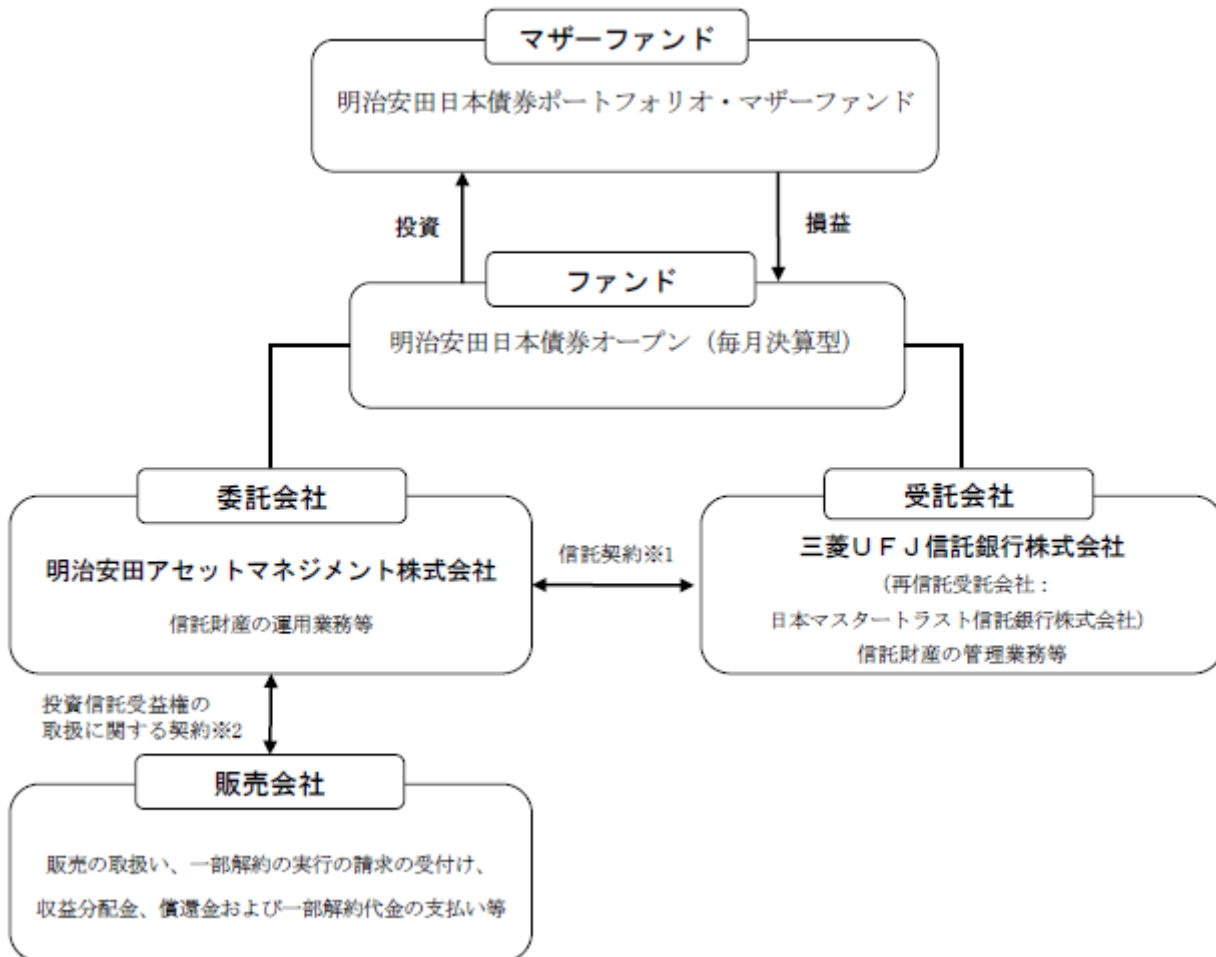 マザーファンド
明治安田日本債券ポートフォリオ・マザーファンド
投資
損益
ファンド
明治安田日本債券オープン（毎月決算型）
委託会社
明治安田アセットマネジメント株式会社
信託財産の運用業務等
信託契約※1
受託会社
三菱ＵＦＪ信託銀行株式会社
（再信託受託会社：
日本マスタートラスト信託銀行株式会社）
信託財産の管理業務等
投資信託受益権の
取扱に関する契約※2
販売会社
販売の取扱い、一部解約の実行の請求の受付け、
収益分配金、償還金および一部解約代金の支払い等